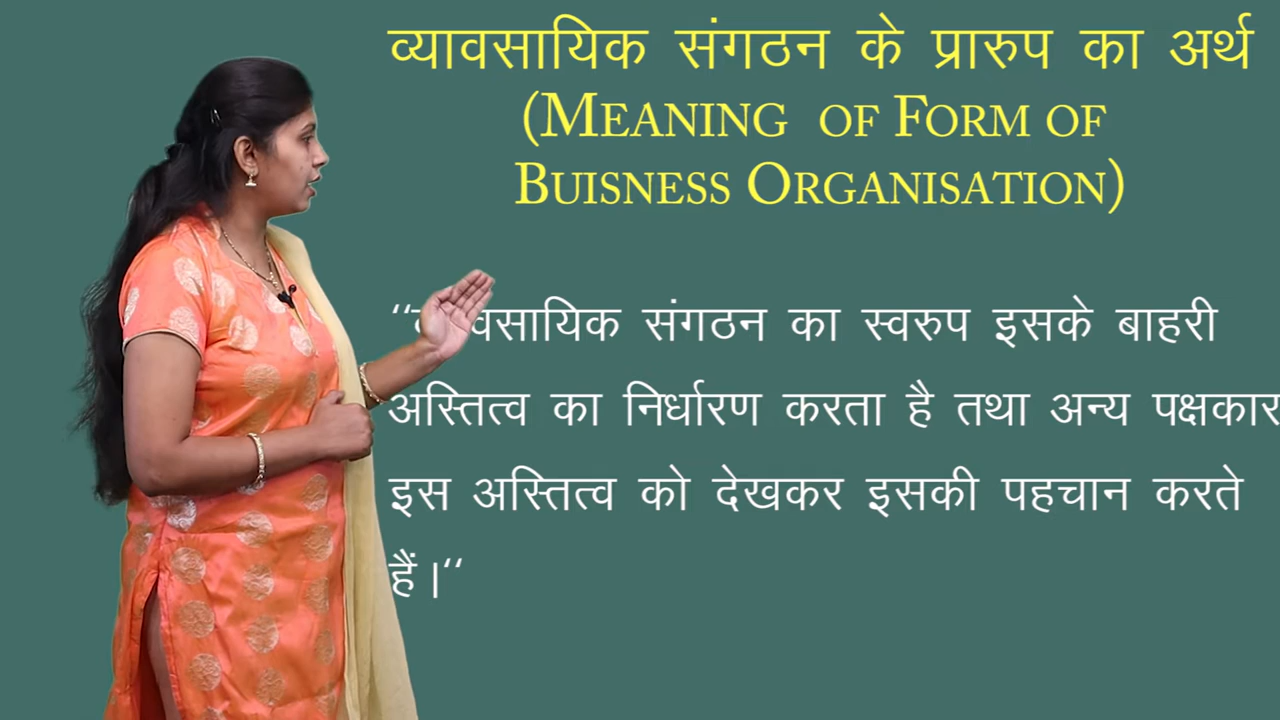 व्यावसायिक संगठन के प्रारुप का अर्थ
(MEANING OF FORM OF
BUISNESS ORGANISATION)
संगठन का स्वरुप इसके बाहरी
अस्तित्व का निर्धारण करता है तथा अन्य पक्षकार
इस अस्तित्व को देखकर इसकी पहचान करते
हैं।“